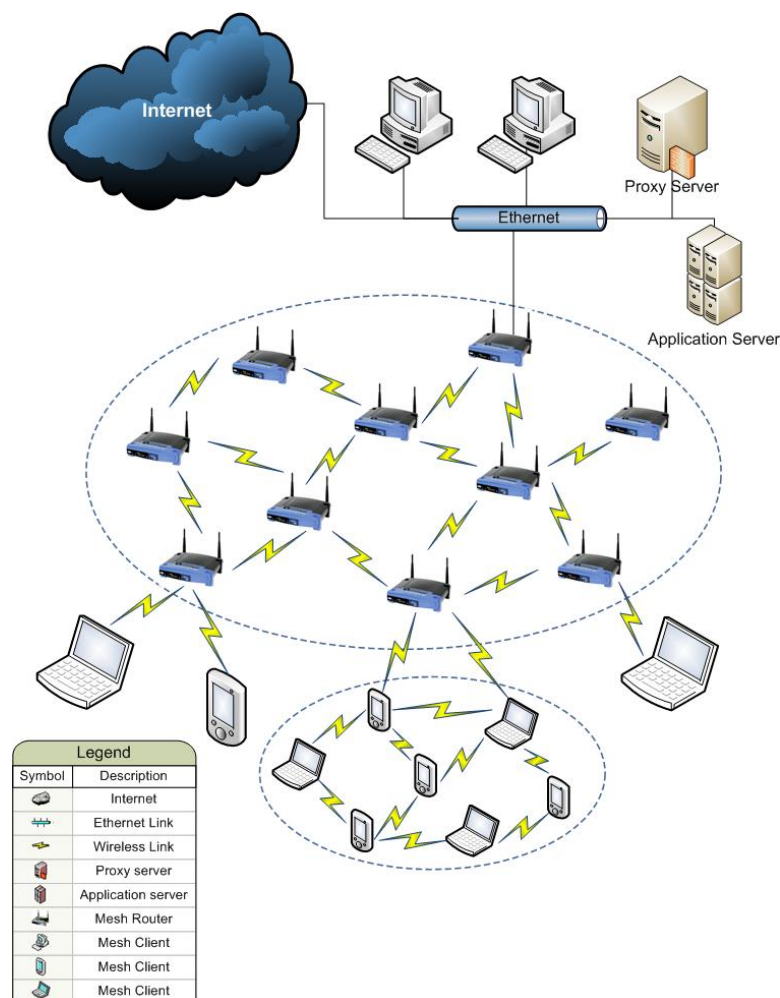 Internet
Proxy Server
Ethernet
Application Server
Legend
Symbol Description
Internet
Ethernet Link
Wireless Link
Proxy server
Application server
Mesh Router
Mesh Client
Mesh Client
Mesh Client